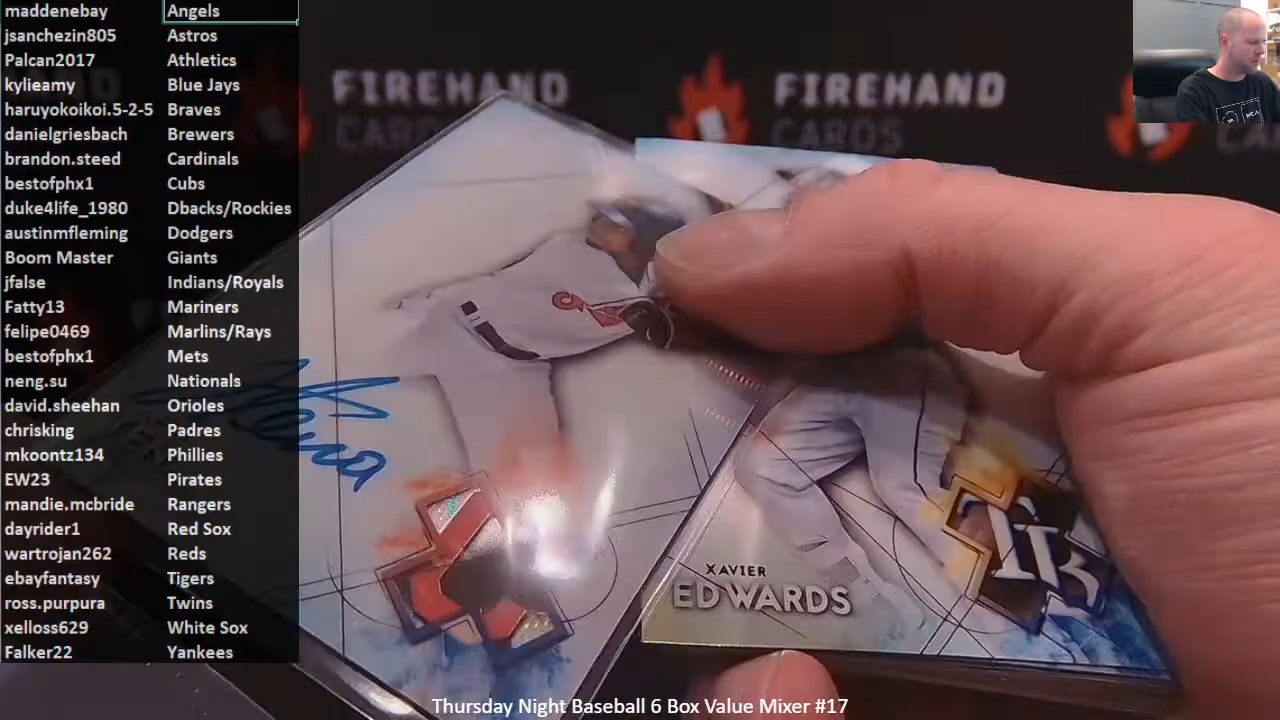 maddenebay Angels
jsanchezin805 Astros
Palcan2017 Athletics
kylieamy Blue Jays
haruyokoikoi.5-2-5 Braves
danielgriesbach Brewers
brandon.steed Cardinals
bestofphx1 Cubs
duke4life_1980 Dbacks/Rockies
austinmfleming Dodgers
Boom Master Giants
jfalse Indians/Royals
Fatty13 Mariners
felipe0469 Marlins/Rays
bestofphx1 Mets
neng.su Nationals
david.sheehan Orioles
chrisking Padres
mkoontz134 Phillies
EW23 Pirates
mandie.mcbride Rangers
dayrider1 Red Sox
wartrojan262 Reds
ebayfantasy Tigers
ross.purpura Twins
xelloss629 White Sox
Falker22 Yankees
FIREHAND
CARDS
FIREHAND
CARDS
XAVIER
EDWARDS
TB
Thursday Night Baseball 6 Box Value Mixer #17